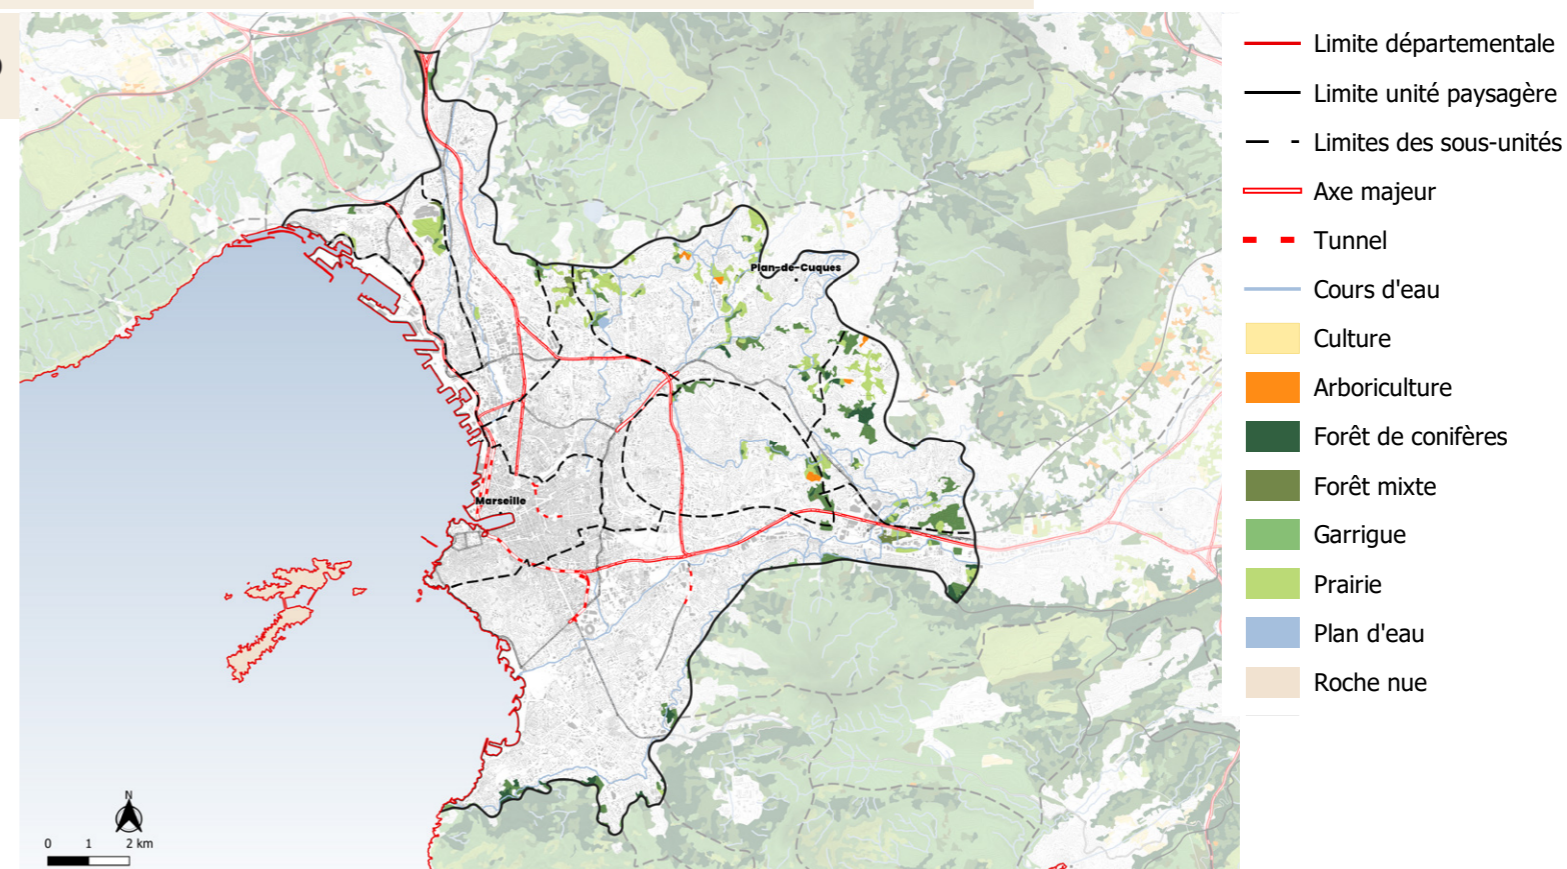 Limite départementale
Limite unité paysagère
Limites des sous-unités
Axe majeur
Tunnel
Cours d'eau
Culture
Arboriculture
Forêt de conifères
Forêt mixte
Garrigue
Prairie
Plan d'eau
Roche nue
Plan-de-Cuques
Marseille
N
0 1 2 km